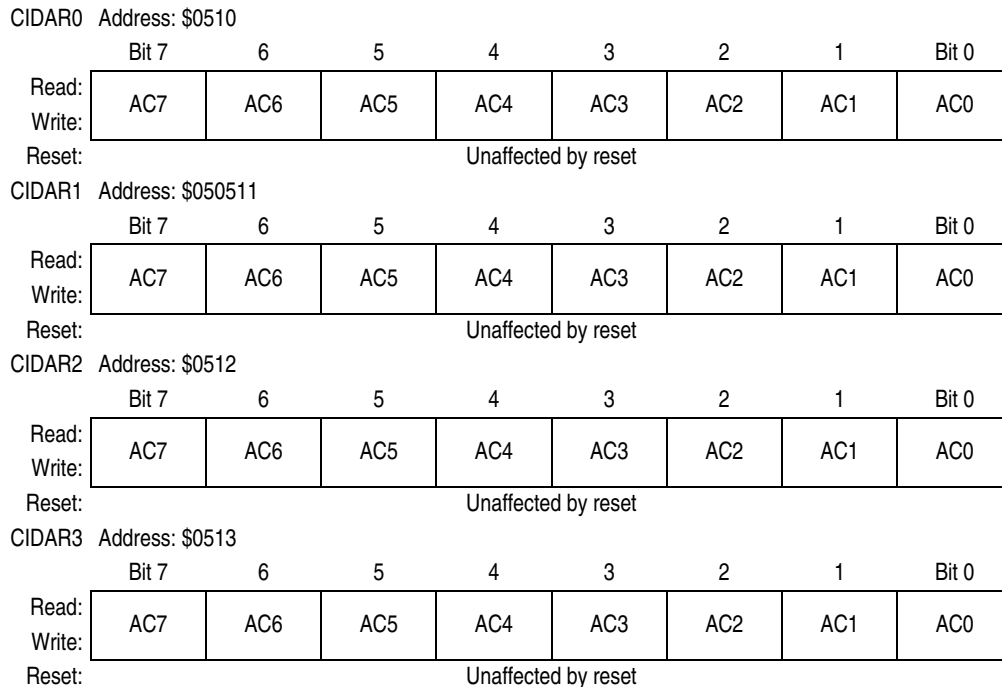 CIDAR0 Address: $0510
Bit 7 6 5 4 3 2 1 Bit 0
Read:
AC7 AC6 AC5 AC4 AC3 AC2 AC1 AC0
Write:
Reset: Unaffected by reset
CIDAR1 Address: $050511
Bit 7 6 5 4 3 2 1 Bit 0
Read:
AC7 AC6 AC5 AC4 AC3 AC2 AC1 AC0
Write:
Reset: Unaffected by reset
CIDAR2 Address: $0512
Bit 7 6 5 4 3 2 1 Bit 0
Read:
AC7 AC6 AC5 AC4 AC3 AC2 AC1 AC0
Write:
Reset: Unaffected by reset
CIDAR3 Address: $0513
Bit 7 6 5 4 3 2 1 Bit 0
Read:
AC7 AC6 AC5 AC4 AC3 AC2 AC1 AC0
Write:
Reset: Unaffected by reset